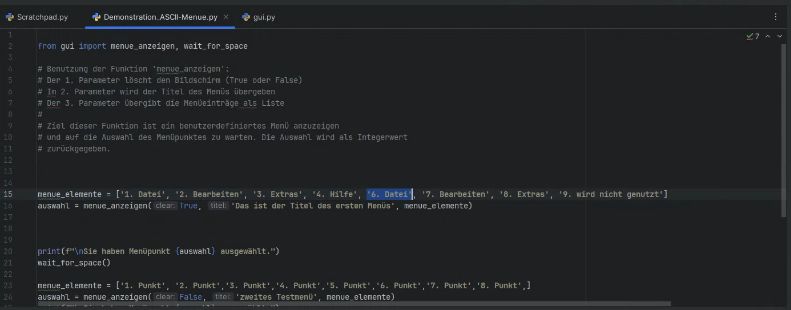 Scratchpad.py
Demonstration_ASCII-Menue.py
gui.py
7
1
2 from gui import menue_anzeigen, wait_for_space
3
4 # Benutzung der Funktion 'menue_anzeigen':
5 # Der 1. Parameter löscht den Bildschirm (True oder False)
6 # In 2. Parameter wird der Titel des Menüs übergeben
7 # Der 3. Parameter übergibt die Menüeinträge als Liste
8 #
9 # Ziel dieser Funktion ist ein benutzerdefiniertes Menü anzuzeigen
10 # und auf die Auswahl des Menüpunktes zu warten. Die Auswahl wird als Integerwert
11 # zurückgegeben.
12
13
14
15 menue_elemente = ['1. Datei', '2. Bearbeiten', '3. Extras', '4. Hilfe', '6. Datei', '7. Bearbeiten', '8. Extras', '9. wird nicht genutzt']
16 auswahl = menue_anzeigen( clear: True, titel: 'Das ist der Titel des ersten Menüs', menue_elemente)
17
18
20 print(f"\nSie haben Menüpunkt {auswahl} ausgewählt.")
21 wait_for_space()
22
23 menue_elemente = ['1. Punkt', '2. Punkt','3. Punkt','4. Punkt','5. Punkt','6. Punkt','7. Punkt','8. Punkt',]
24 auswahl = menue_anzeigen( clear: False, titel: 'zweites Testmenü', menue_elemente)